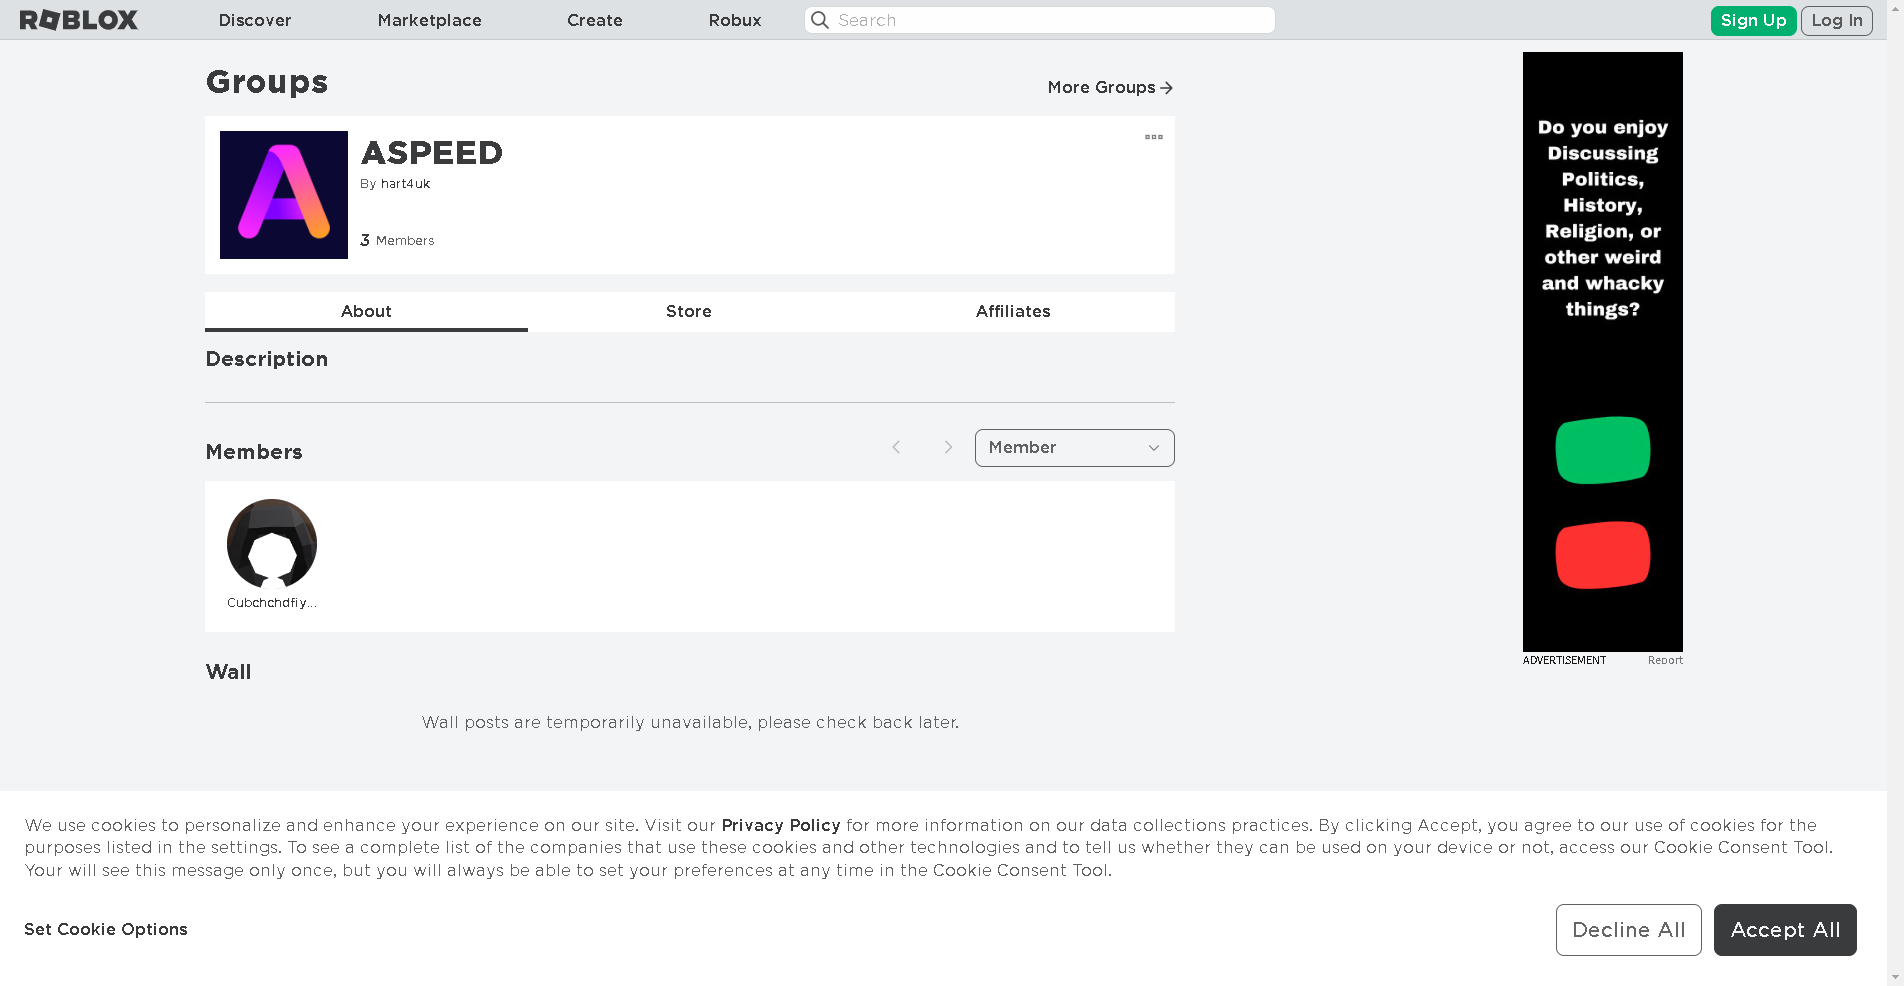 ROBLOX
Discover
Marketplace
Create
Robux
Search
Sign Up
Log In
Groups
More Groups
ASPEED
By hart4uk
3 Members
About
Store
Affiliates
Description
Members
Member
Cubchchdfiy...
Wall
Wall posts are temporarily unavailable, please check back later.
Do you enjoy
Discussing
Politics,
History,
Religion, or
other weird
and whacky
things?
ADVERTISEMENT
Report
We use cookies to personalize and enhance your experience on our site. Visit our Privacy Policy for more information on our data collections practices. By clicking Accept, you agree to our use of cookies for the
purposes listed in the settings. To see a complete list of the companies that use these cookies and other technologies and to tell us whether they can be used on your device or not, access our Cookie Consent Tool.
Your will see this message only once, but you will always be able to set your preferences at any time in the Cookie Consent Tool.
Set Cookie Options
Decline All
Accept All